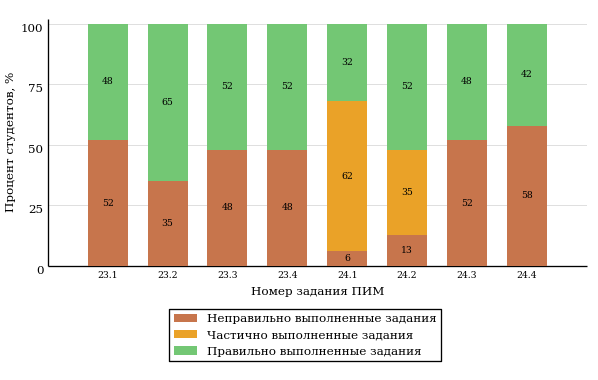 Процент студентов, %
100
75
50
25
0
48 65 52 52 32 52 48 42
62 35
52 35 48 48 6 13 52 58
23.1 23.2 23.3 23.4 24.1 24.2 24.3 24.4
Номер задания ПИМ
Неправильно выполненные задания
Частично выполненные задания
Правильно выполненные задания